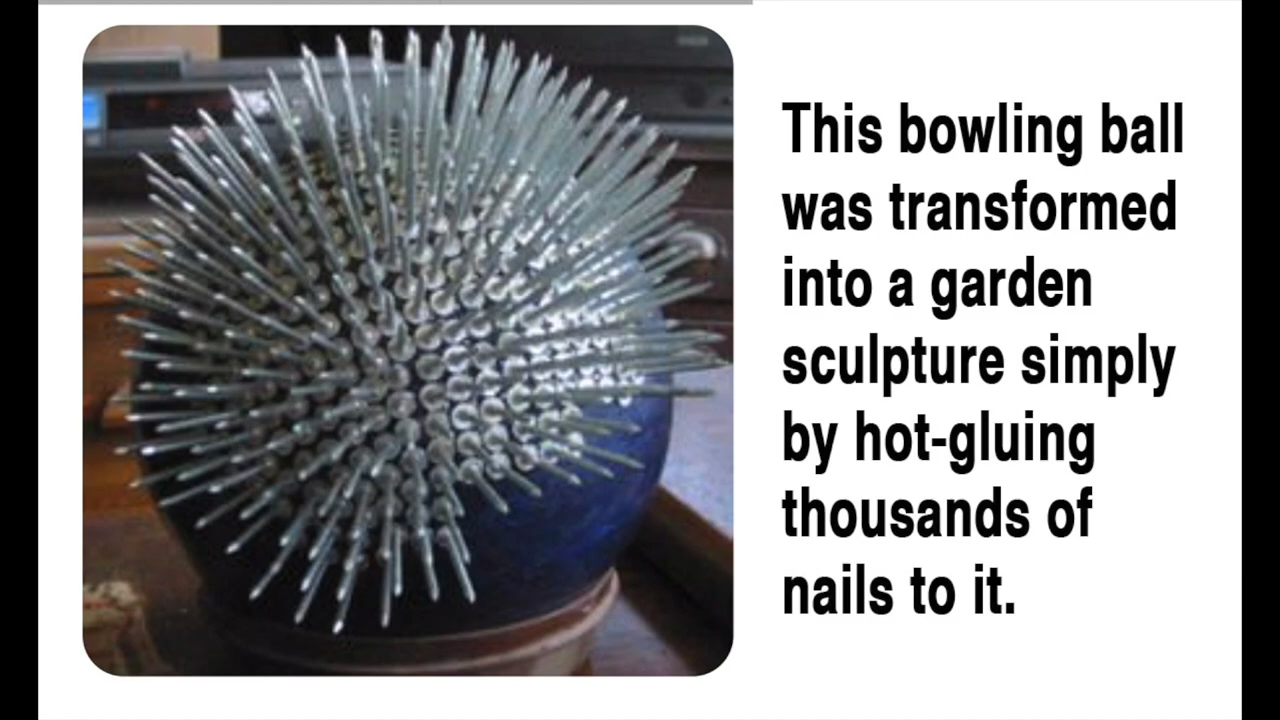 This bowling ball
was transformed
into a garden
sculpture simply
by hot-gluing
thousands of
nails to it.